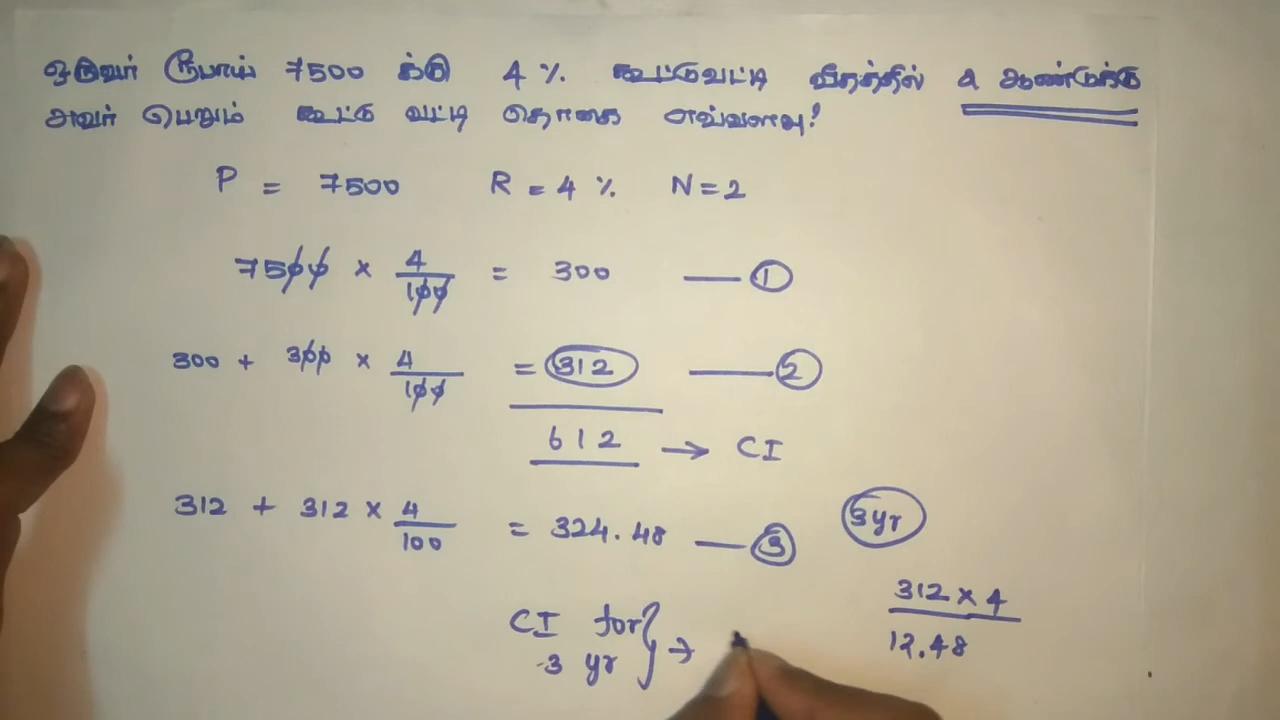 ஒருவர் ரூபாய் 7500 க்கு 4 % கூட்டுவட்டி வீதத்தில் 2 ஆண்டுக்கு
அவர் பெறும் கூட்டு வட்டி தொகை எவ்வளவு?
P = 7500 R = 4 % N = 2
7500 × 4/100 = 300 — 1
300 + 300 × 4/100 = 312 — 2
612 → CI
312 + 312 × 4/100 = 324.48 — 3
3yr
312 × 4
12.48
CI for
3 yr } →